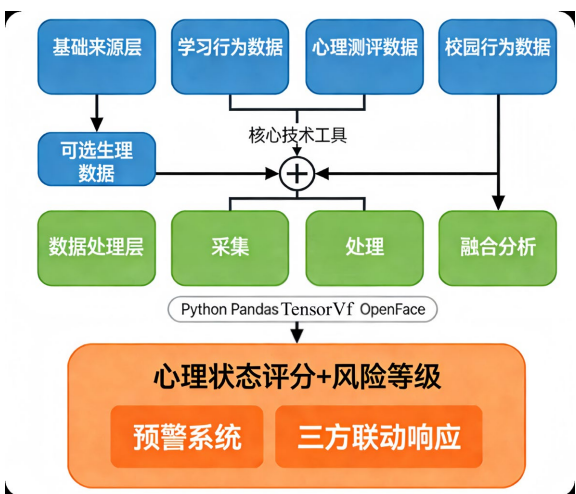 基础来源层
学习行为数据
心理测评数据
校园行为数据
核心技术工具
可选生理
数据
数据处理层
采集
处理
融合分析
Python Pandas TensorVf OpenFace
心理状态评分+风险等级
预警系统
三方联动响应